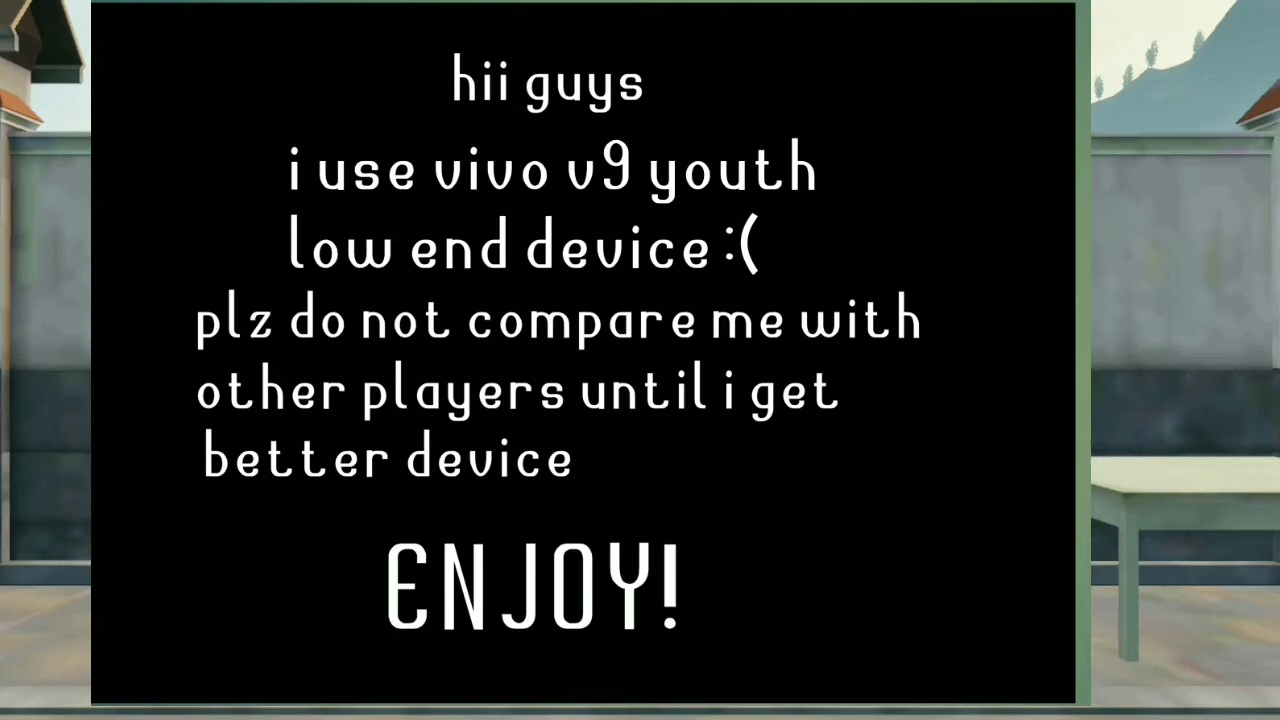 hii guys
i use vivo v9 youth
low end device :(
plz do not compare me with
other players until i get
better device
ENJOY!